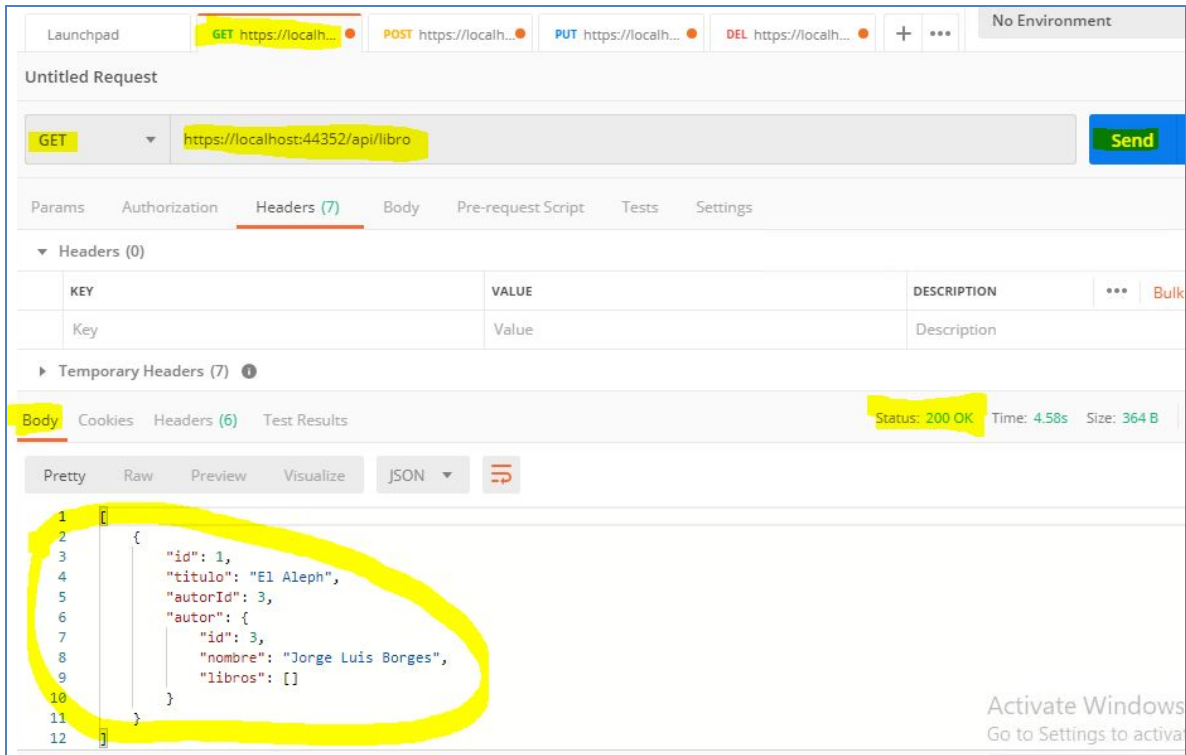 Launchpad GET https://localh... POST https://localh... PUT https://localh... DEL https://localh... + ••• No Environment
Untitled Request
GET https://localhost:44352/api/libro Send
Params Authorization Headers (7) Body Pre-request Script Tests Settings
Headers (0)
KEY VALUE DESCRIPTION ••• Bulk
Key Value Description
Temporary Headers (7)
Body Cookies Headers (6) Test Results Status: 200 OK Time: 4.58s Size: 364 B
Pretty Raw Preview Visualize JSON
1 [
2 {
3 "id": 1,
4 "titulo": "El Aleph",
5 "autorId": 3,
6 "autor": {
7 "id": 3,
8 "nombre": "Jorge Luis Borges",
9 "libros": []
10 }
11 }
12 ]
Activate Windows
Go to Settings to activa